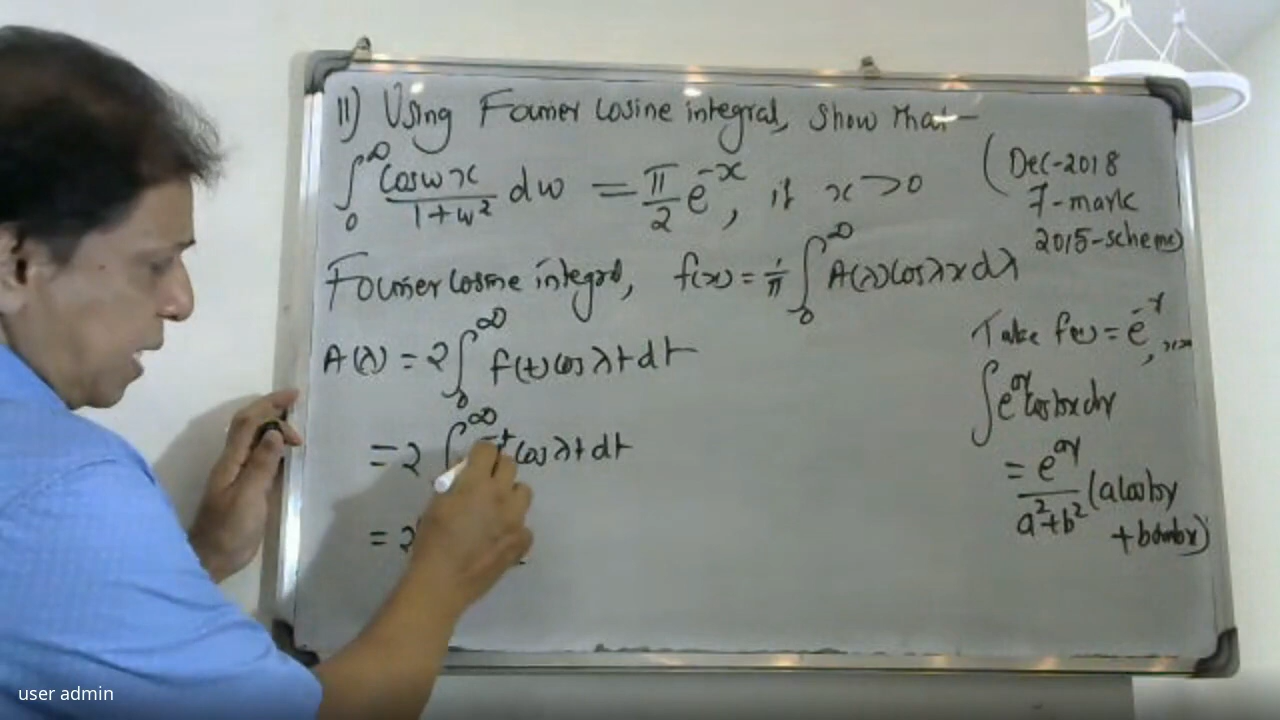 11) Using Fourier Cosine integral, Show that
∫₀^∞ cos wx / 1+w² dw = π/2 e^-x, if x>0
(Dec-2018
7-mark
2015-scheme)
Fourier Cosine integral, f(x) = 1/π ∫₀^∞ A(λ) cos λx dλ
A(λ) = 2 ∫₀^∞ f(t) cos λt dt
= 2 ∫^∞ -t cos λt dt
= 2
Take f(x) = e^-x,
∫e^ax cos bx dx
= e^ax / a²+b² (a cos bx
+ b sin bx)
user admin